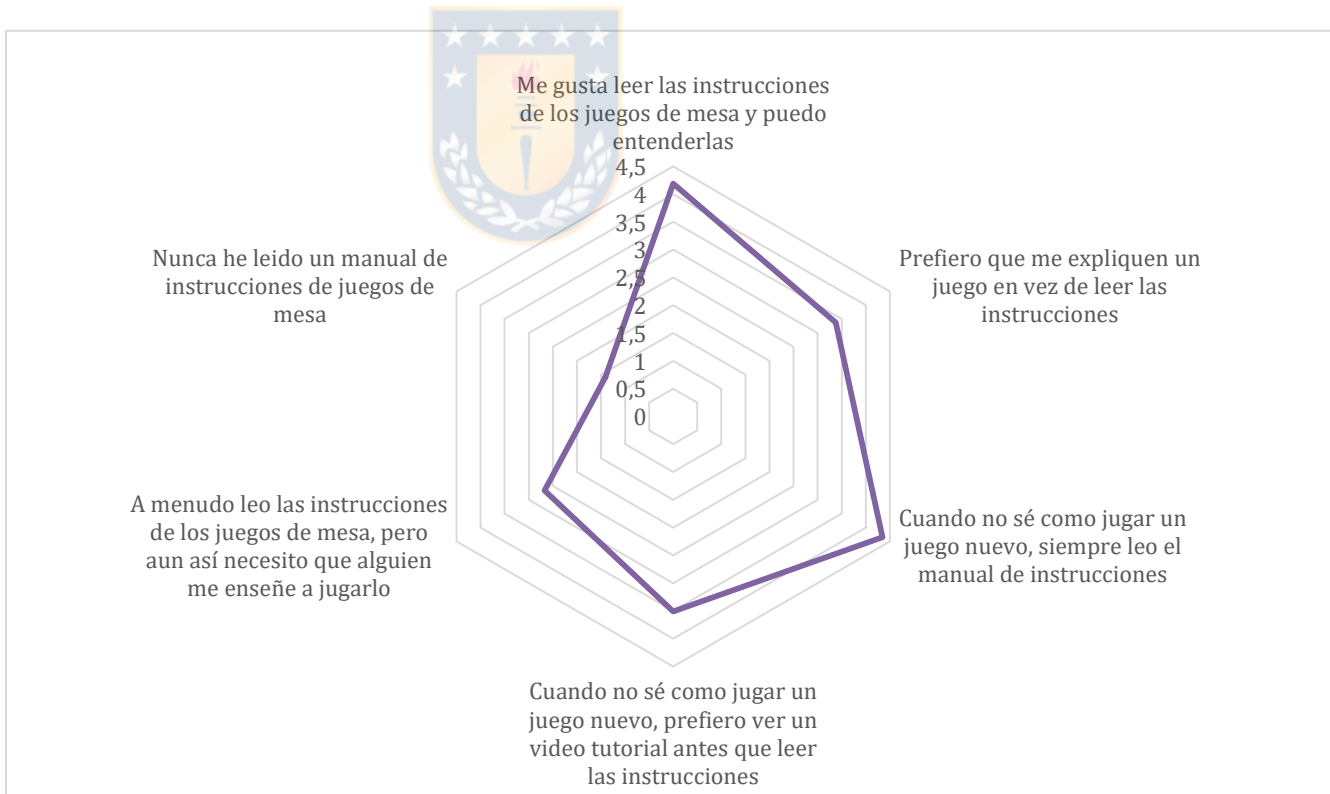 Me gusta leer las instrucciones
de los juegos de mesa y puedo
entenderlas
4,5
4
3,5
3
2,5
2
1,5
1
0,5
0
Prefiero que me expliquen un
juego en vez de leer las
instrucciones
Cuando no sé como jugar un
juego nuevo, siempre leo el
manual de instrucciones
Cuando no sé como jugar un
juego nuevo, prefiero ver un
video tutorial antes que leer
las instrucciones
A menudo leo las instrucciones
de los juegos de mesa, pero
aun así necesito que alguien
me enseñe a jugarlo
Nunca he leido un manual de
instrucciones de juegos de
mesa